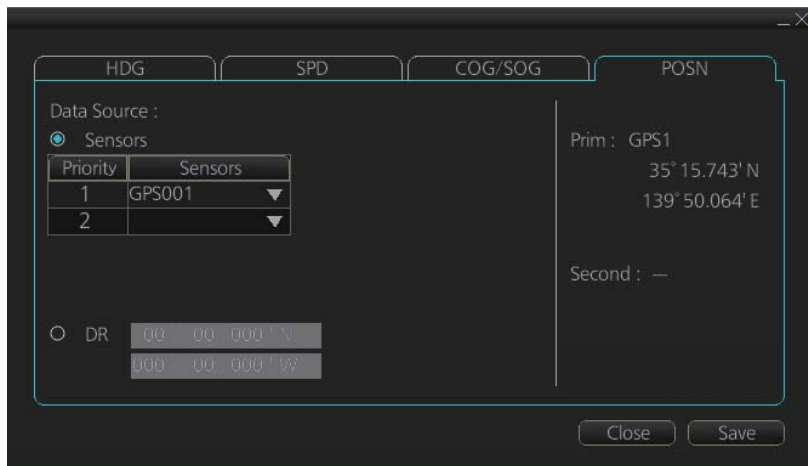 HDG SPD COG/SOG POSN
Data Source :
Sensors
Priority Sensors
1 GPS001
2
DR 00 00 000 ' N
000 00 000 ' W
Prim : GPS1
35° 15.743' N
139° 50.064' E
Second : —
Close Save